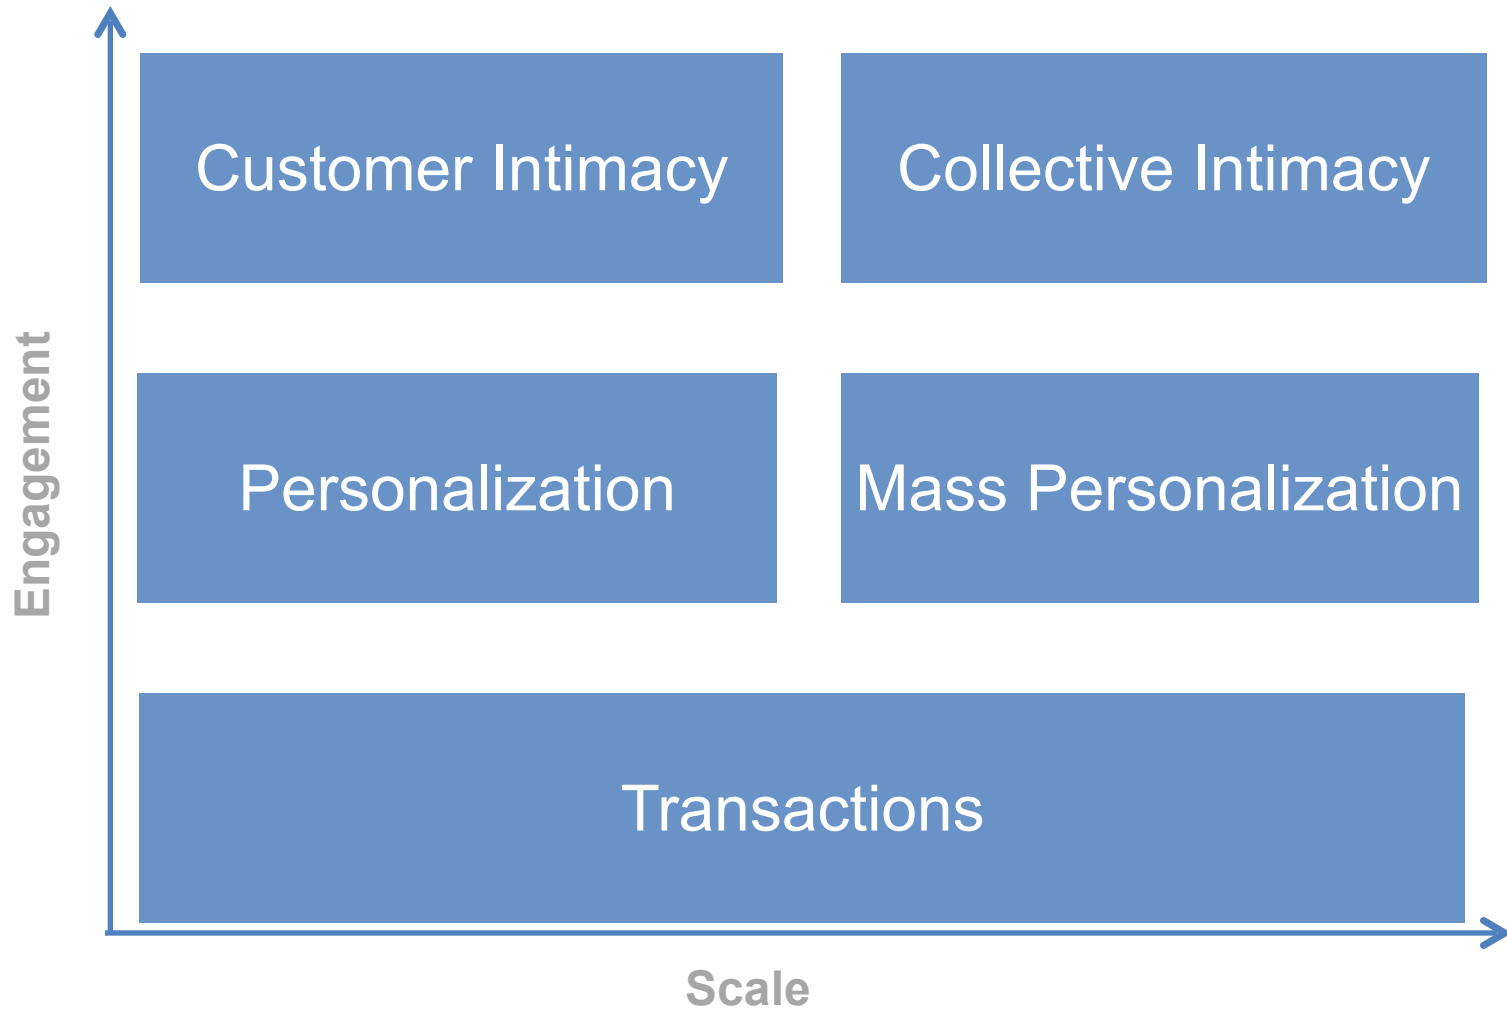 Customer Intimacy
Collective Intimacy
Engagement
Personalization
Mass Personalization
Transactions
Scale